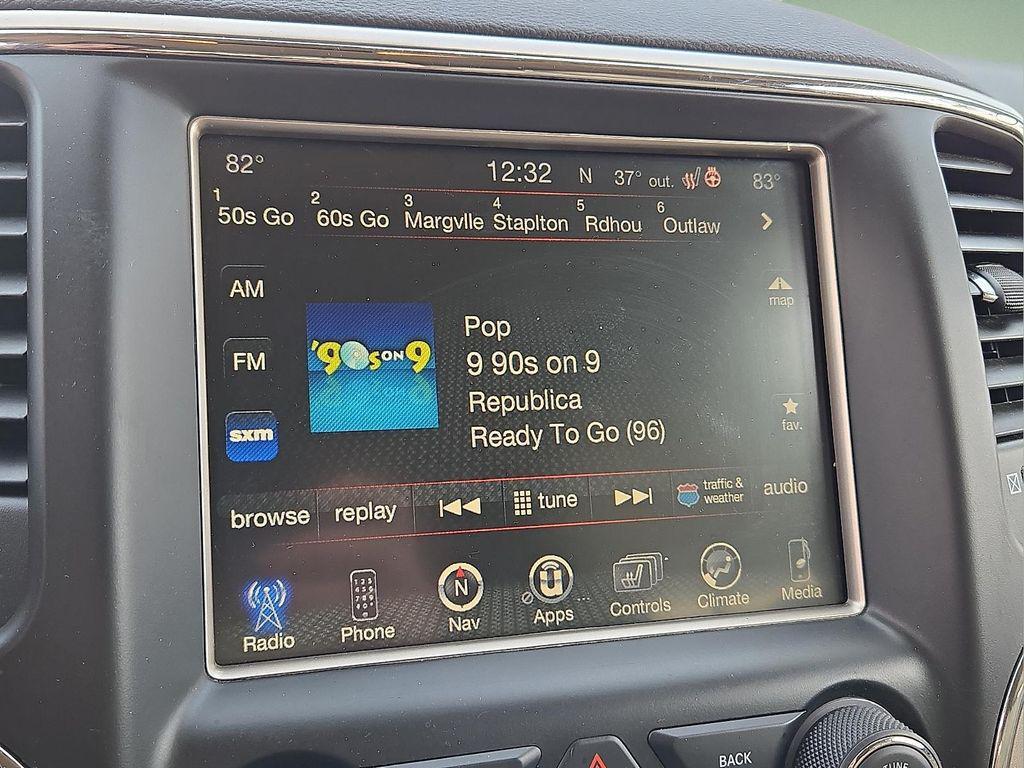 82° 12:32 N 37° out. 83°
1 2 3 4 5 6
50s Go 60s Go Margvlle Staplton Rdhou Outlaw
AM
map
'90s ON 9
Pop
9 90s on 9
Republica
Ready To Go (96)
FM
fav.
sxm
browse replay tune traffic & weather audio
N
Radio Phone Nav Apps Controls Climate Media
BACK
TUNE